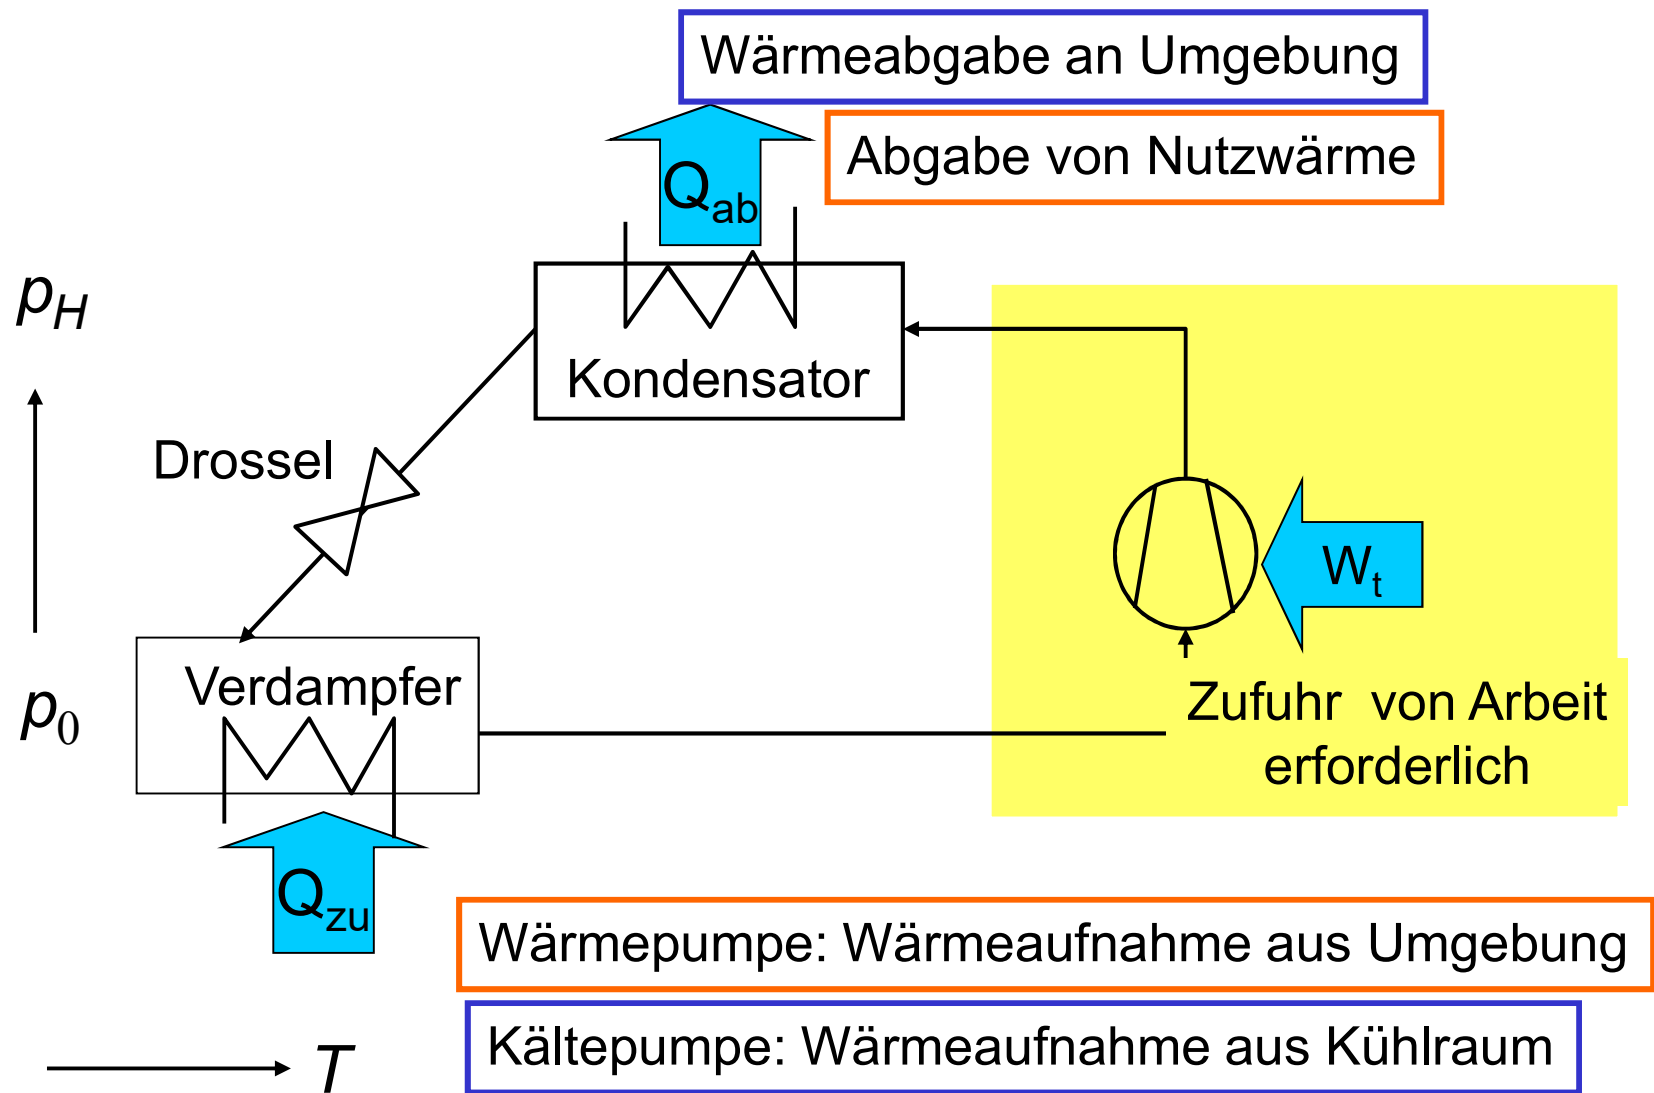 Wärmeabgabe an Umgebung
Abgabe von Nutzwärme
Qab
pH
Kondensator
Drossel
Wt
Verdampfer
p0
Zufuhr von Arbeit
erforderlich
Qzu
Wärmepumpe: Wärmeaufnahme aus Umgebung
Kältepumpe: Wärmeaufnahme aus Kühlraum
T